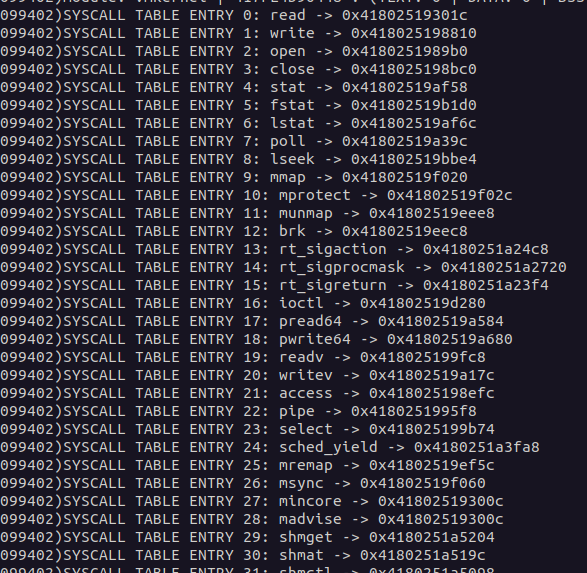 099402)SYSCALL TABLE ENTRY 0: read -> 0x41802519301c
099402)SYSCALL TABLE ENTRY 1: write -> 0x418025198810
099402)SYSCALL TABLE ENTRY 2: open -> 0x4180251989b0
099402)SYSCALL TABLE ENTRY 3: close -> 0x418025198bc0
099402)SYSCALL TABLE ENTRY 4: stat -> 0x41802519af58
099402)SYSCALL TABLE ENTRY 5: fstat -> 0x41802519b1d0
099402)SYSCALL TABLE ENTRY 6: lstat -> 0x41802519af6c
099402)SYSCALL TABLE ENTRY 7: poll -> 0x41802519a39c
099402)SYSCALL TABLE ENTRY 8: lseek -> 0x41802519bbe4
099402)SYSCALL TABLE ENTRY 9: mmap -> 0x41802519f020
099402)SYSCALL TABLE ENTRY 10: mprotect -> 0x41802519f02c
099402)SYSCALL TABLE ENTRY 11: munmap -> 0x41802519eee8
099402)SYSCALL TABLE ENTRY 12: brk -> 0x41802519eec8
099402)SYSCALL TABLE ENTRY 13: rt_sigaction -> 0x4180251a24c8
099402)SYSCALL TABLE ENTRY 14: rt_sigprocmask -> 0x4180251a2720
099402)SYSCALL TABLE ENTRY 15: rt_sigreturn -> 0x4180251a23f4
099402)SYSCALL TABLE ENTRY 16: ioctl -> 0x41802519d280
099402)SYSCALL TABLE ENTRY 17: pread64 -> 0x41802519a584
099402)SYSCALL TABLE ENTRY 18: pwrite64 -> 0x41802519a680
099402)SYSCALL TABLE ENTRY 19: readv -> 0x418025199fc8
099402)SYSCALL TABLE ENTRY 20: writev -> 0x41802519a17c
099402)SYSCALL TABLE ENTRY 21: access -> 0x418025198efc
099402)SYSCALL TABLE ENTRY 22: pipe -> 0x4180251995f8
099402)SYSCALL TABLE ENTRY 23: select -> 0x418025199b74
099402)SYSCALL TABLE ENTRY 24: sched_yield -> 0x4180251a3fa8
099402)SYSCALL TABLE ENTRY 25: mremap -> 0x41802519ef5c
099402)SYSCALL TABLE ENTRY 26: msync -> 0x41802519f060
099402)SYSCALL TABLE ENTRY 27: mincore -> 0x41802519300c
099402)SYSCALL TABLE ENTRY 28: madvise -> 0x41802519300c
099402)SYSCALL TABLE ENTRY 29: shmget -> 0x4180251a5204
099402)SYSCALL TABLE ENTRY 30: shmat -> 0x4180251a519c
099402)SYSCALL TABLE ENTRY 31: shmctl -> 0x4180251a5098